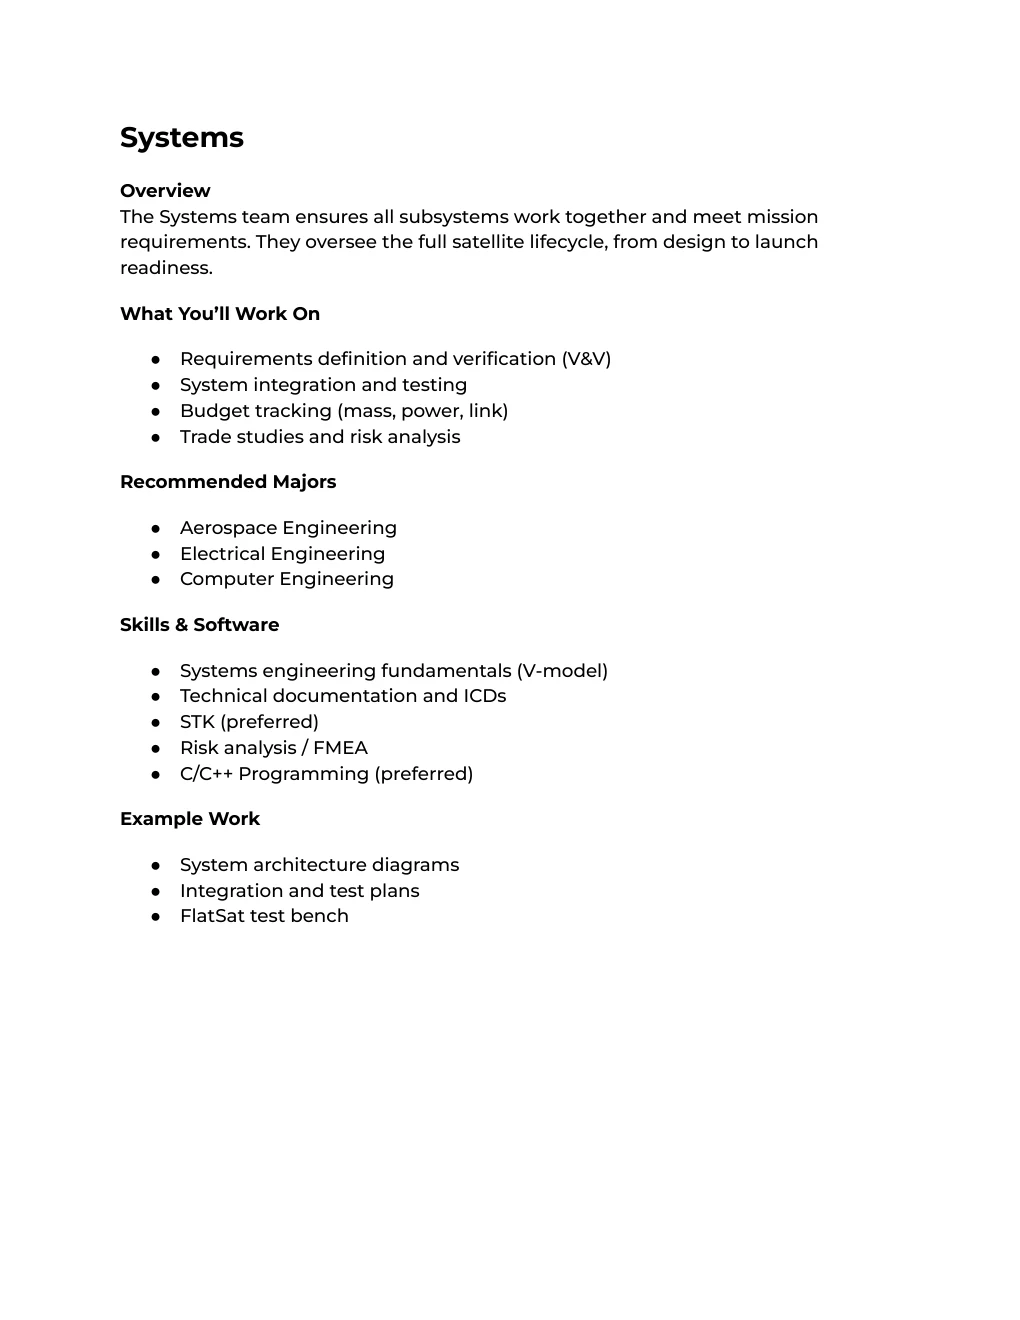 Systems
Overview
The Systems team ensures all subsystems work together and meet mission
requirements. They oversee the full satellite lifecycle, from design to launch
readiness.
What You’ll Work On
● Requirements definition and verification (V&V)
● System integration and testing
● Budget tracking (mass, power, link)
● Trade studies and risk analysis
Recommended Majors
● Aerospace Engineering
● Electrical Engineering
● Computer Engineering
Skills & Software
● Systems engineering fundamentals (V-model)
● Technical documentation and ICDs
● STK (preferred)
● Risk analysis / FMEA
● C/C++ Programming (preferred)
Example Work
● System architecture diagrams
● Integration and test plans
● FlatSat test bench